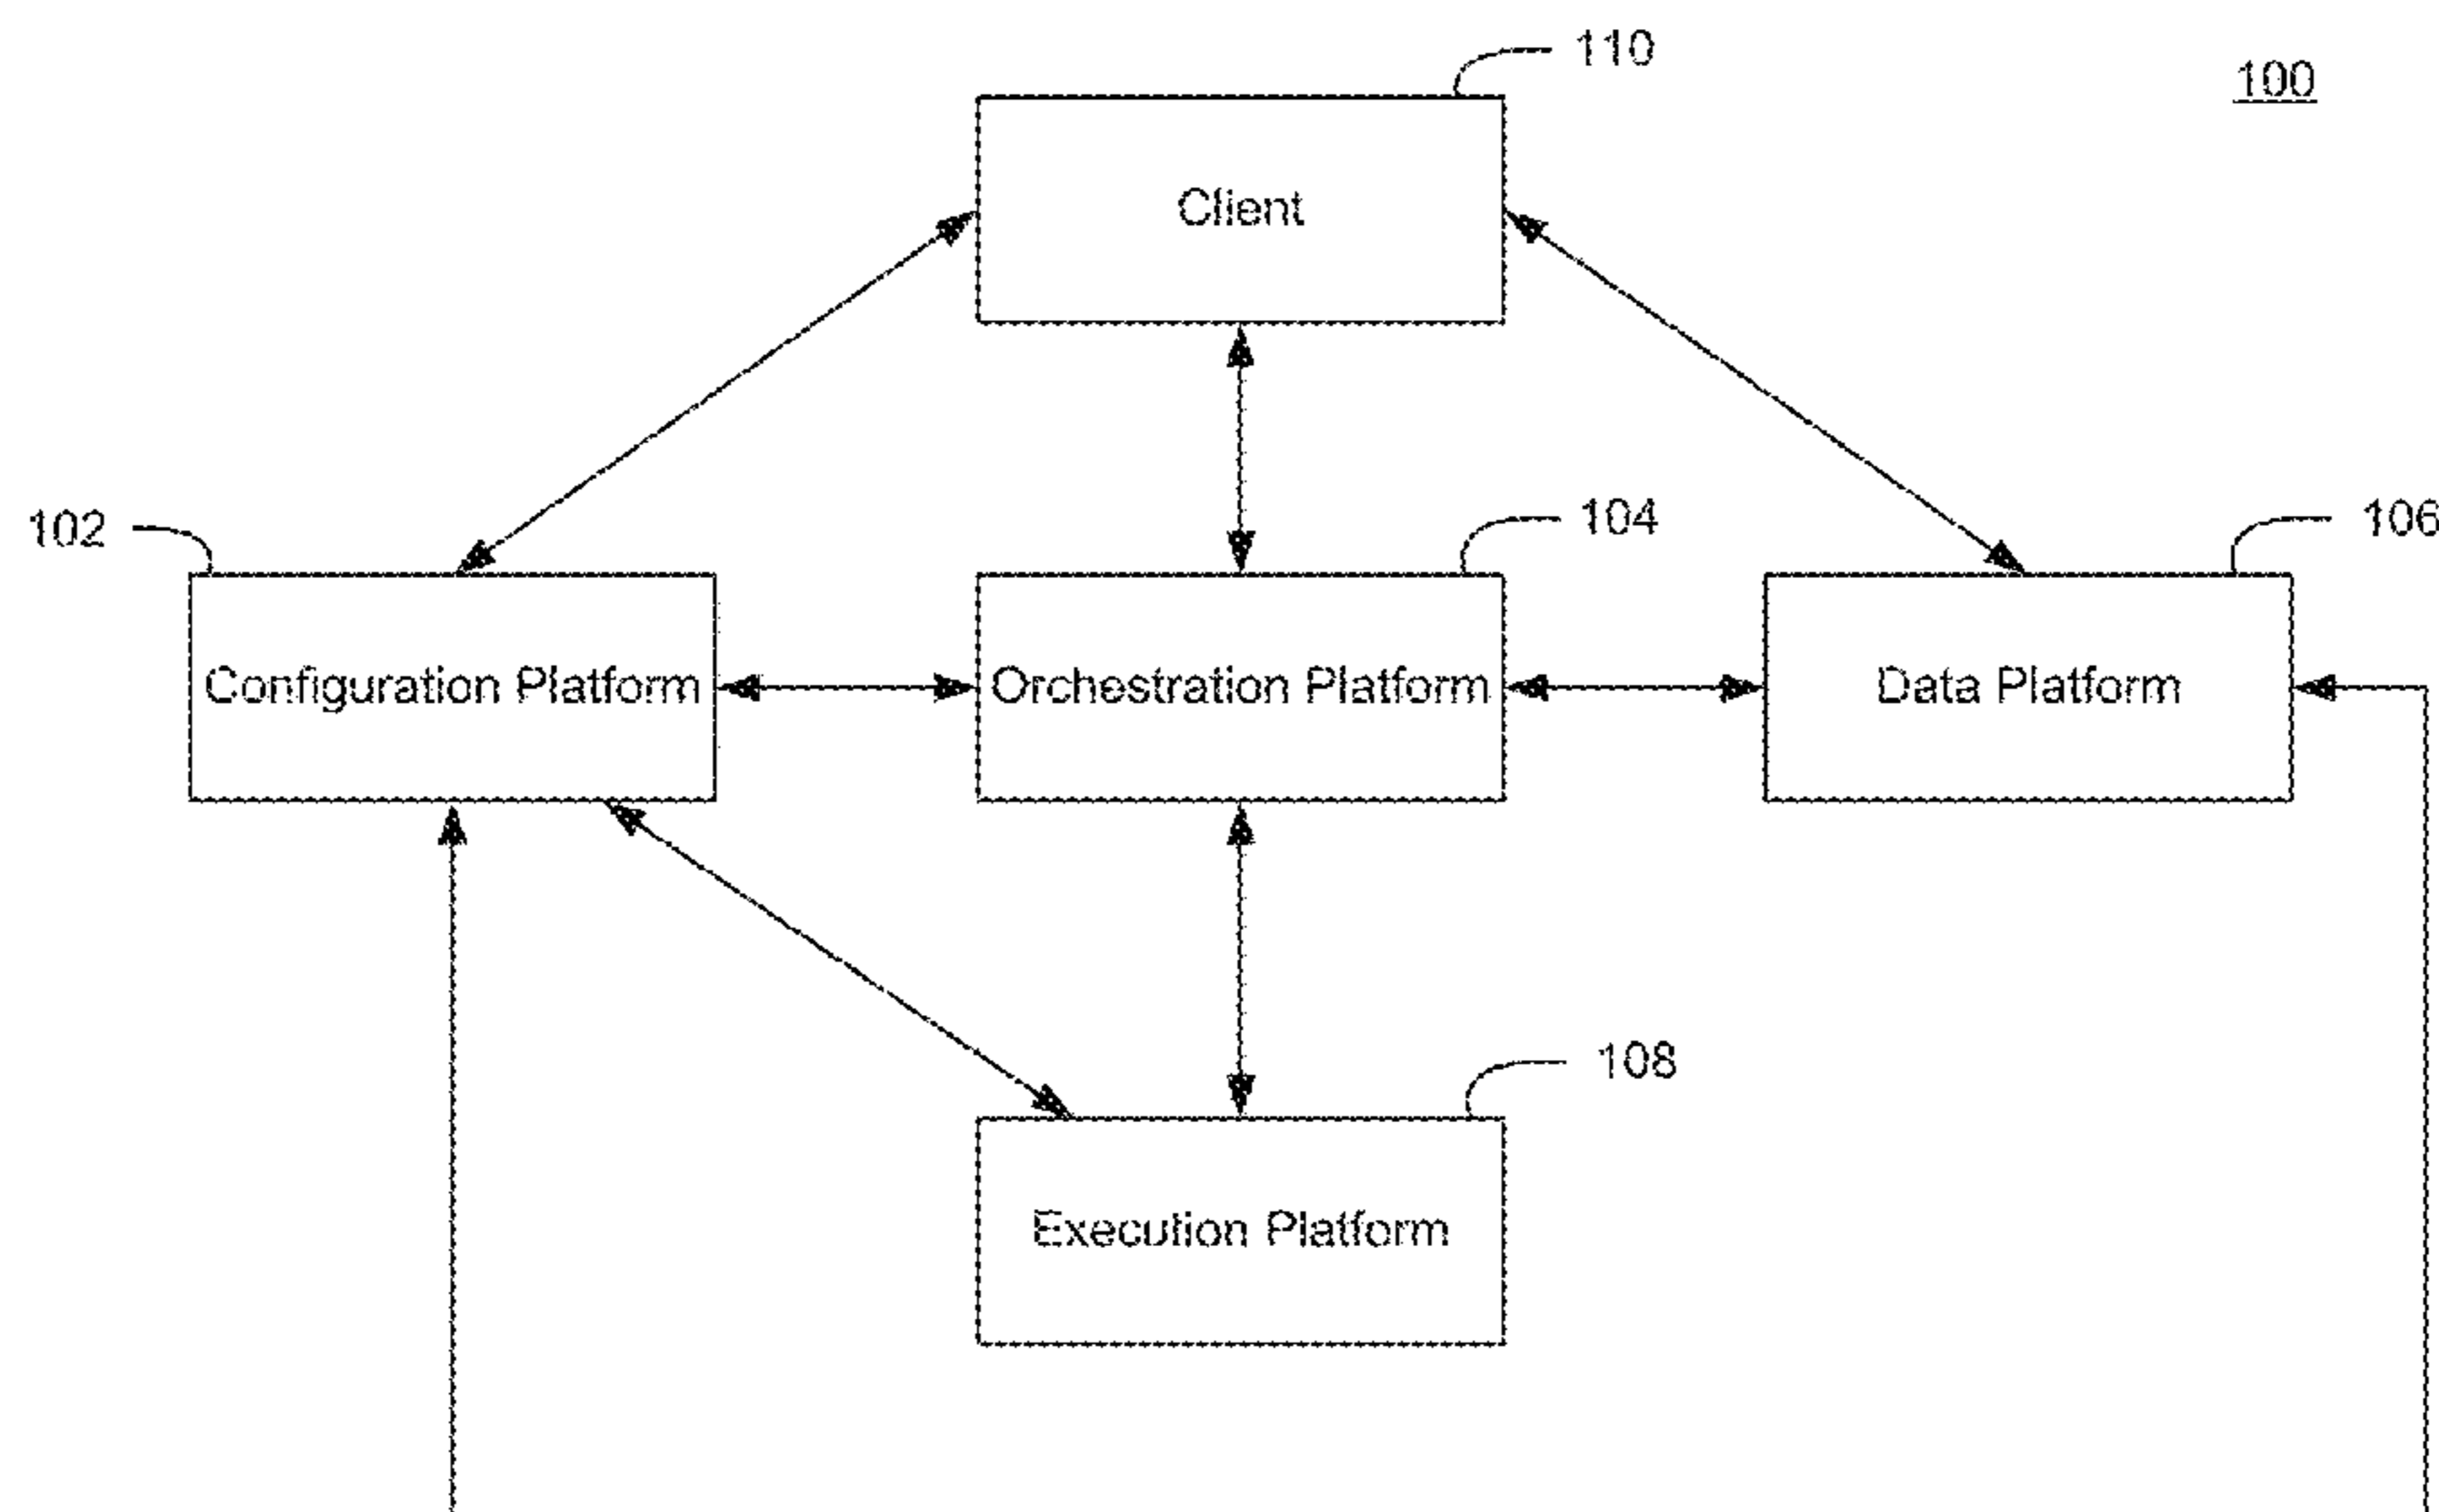 110
100
Client
102
104
106
Configuration Platform
Orchestration Platform
Data Platform
108
Execution Platform